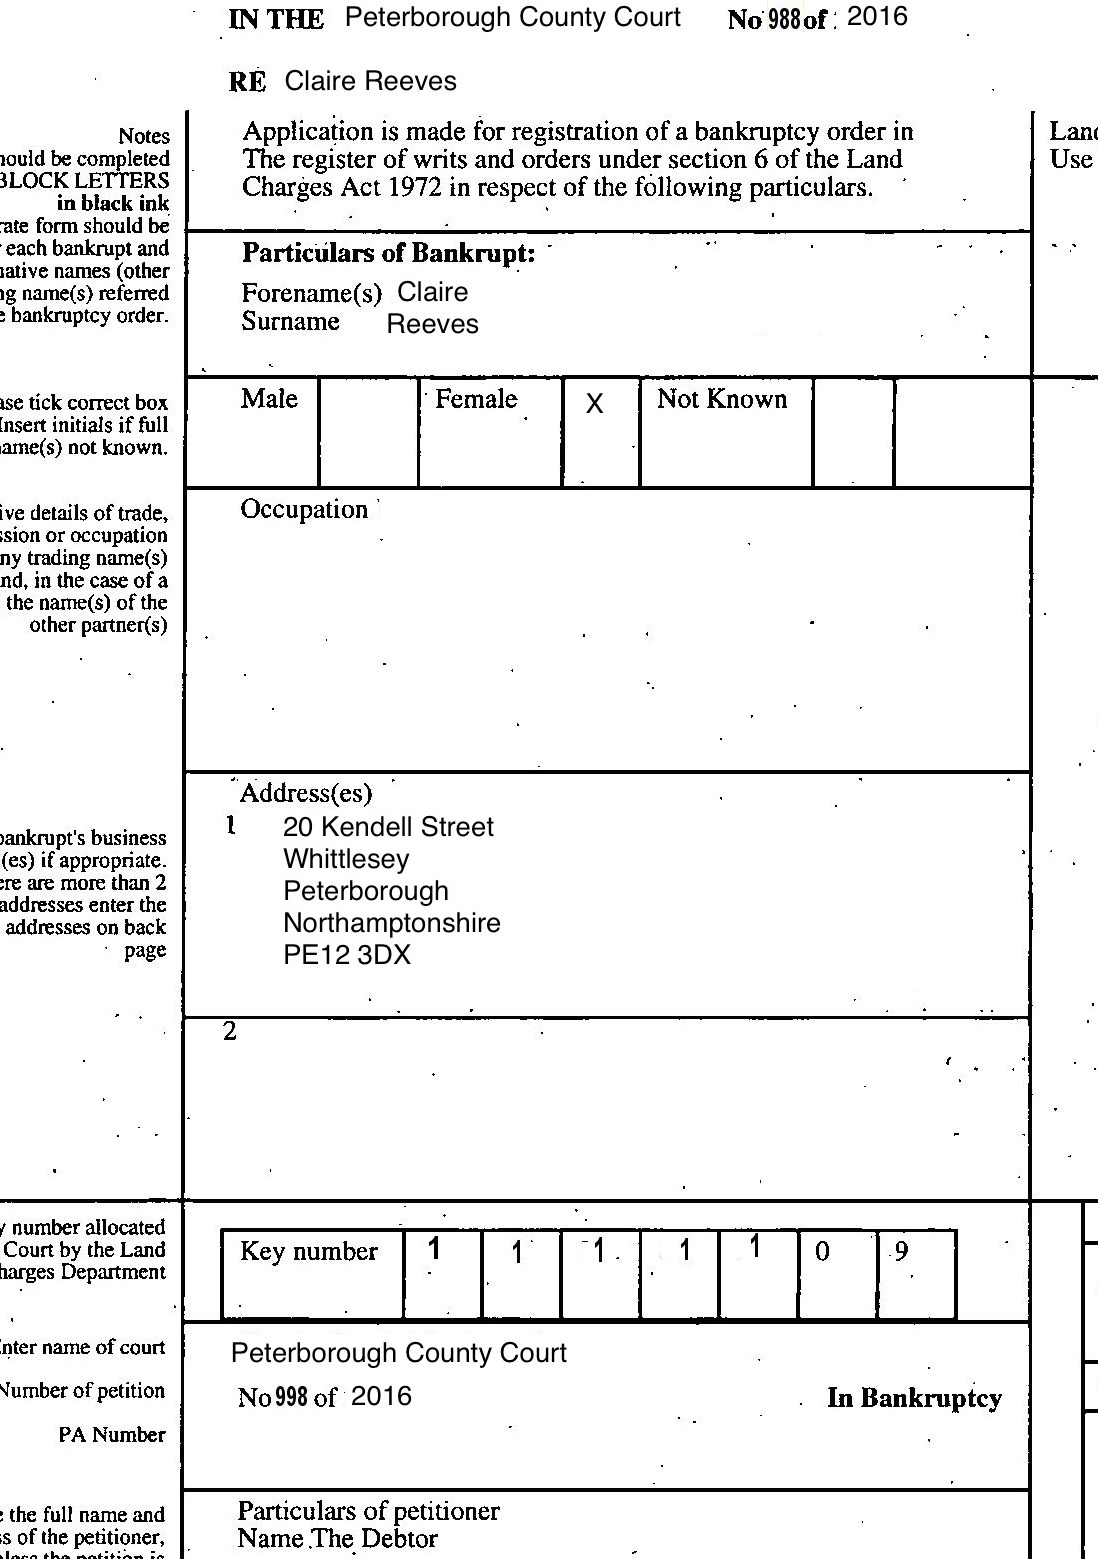 IN THE Peterborough County Court No 988 of : 2016
RE Claire Reeves
Notes
should be completed
BLOCK LETTERS
in black ink
rate form should be
each bankrupt and
native names (other
ng name(s) referred
e bankruptcy order.
Application is made for registration of a bankruptcy order in
The register of writs and orders under section 6 of the Land
Charges Act 1972 in respect of the following particulars.
Land
Use
Particulars of Bankrupt:
Forename(s) Claire
Surname Reeves
ase tick correct box
Insert initials if full
name(s) not known.
Male Female X Not Known
ive details of trade,
ssion or occupation
ny trading name(s)
nd, in the case of a
the name(s) of the
other partner(s)
Occupation
Address(es)
1 20 Kendell Street
Whittlesey
Peterborough
Northamptonshire
PE12 3DX
bankrupt's business
(es) if appropriate.
ere are more than 2
addresses enter the
addresses on back
page
2
y number allocated
Court by the Land
harges Department
Key number 1 1 1 1 1 0 9
Enter name of court
Number of petition
PA Number
Peterborough County Court
No 998 of 2016 In Bankruptcy
e the full name and
ss of the petitioner,
Particulars of petitioner
Name The Debtor